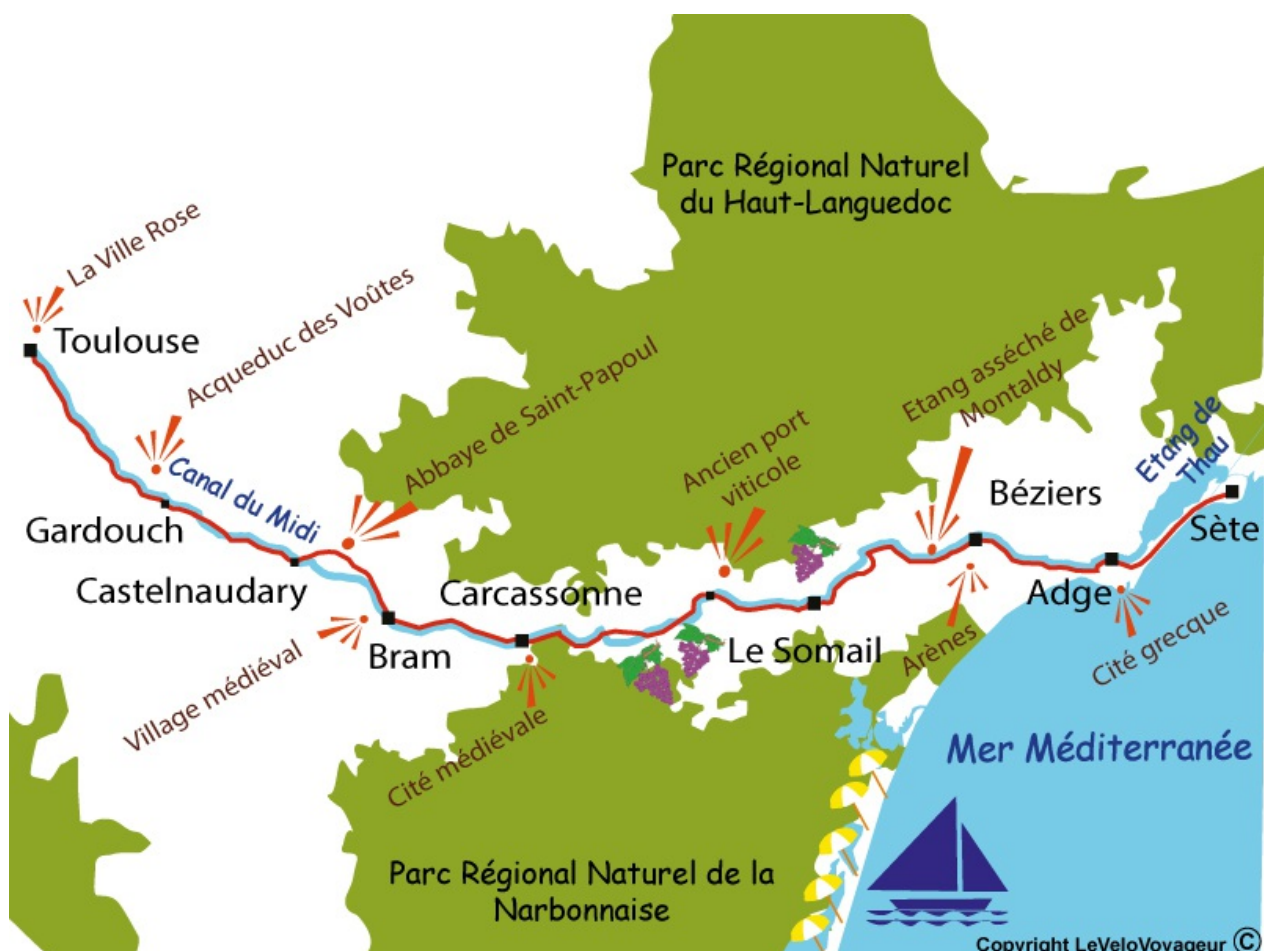 Parc Régional Naturel
du Haut-Languedoc
La Ville Rose
Toulouse
Acqueduc des Voûtes
Abbaye de Saint-Papoul
Etang asséché de
Montaldy
Ancien port
viticole
Etang de
Thau
Canal du Midi
Béziers
Sète
Gardouch
Castelnaudary
Carcassonne
Adge
Bram
Le Somail
Arènes
Cité grecque
Village médiéval
Cité médiévale
Mer Méditerranée
Parc Régional Naturel de la
Narbonnaise
Copyright LeVeloVoyageur ©